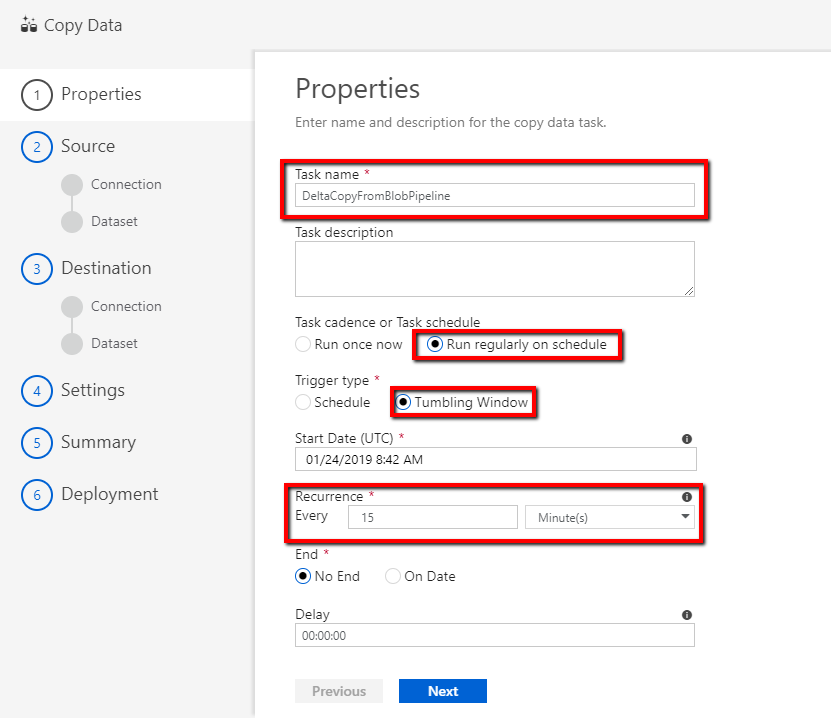 Copy Data
1 Properties
2 Source
Connection
Dataset
3 Destination
Connection
Dataset
4 Settings
5 Summary
6 Deployment
Properties
Enter name and description for the copy data task.
Task name *
DeltaCopyFromBlobPipeline
Task description
Task cadence or Task schedule
Run once now Run regularly on schedule
Trigger type *
Schedule Tumbling Window
Start Date (UTC) *
01/24/2019 8:42 AM
Recurrence *
Every 15 Minute(s)
End *
No End On Date
Delay
00:00:00
Previous Next